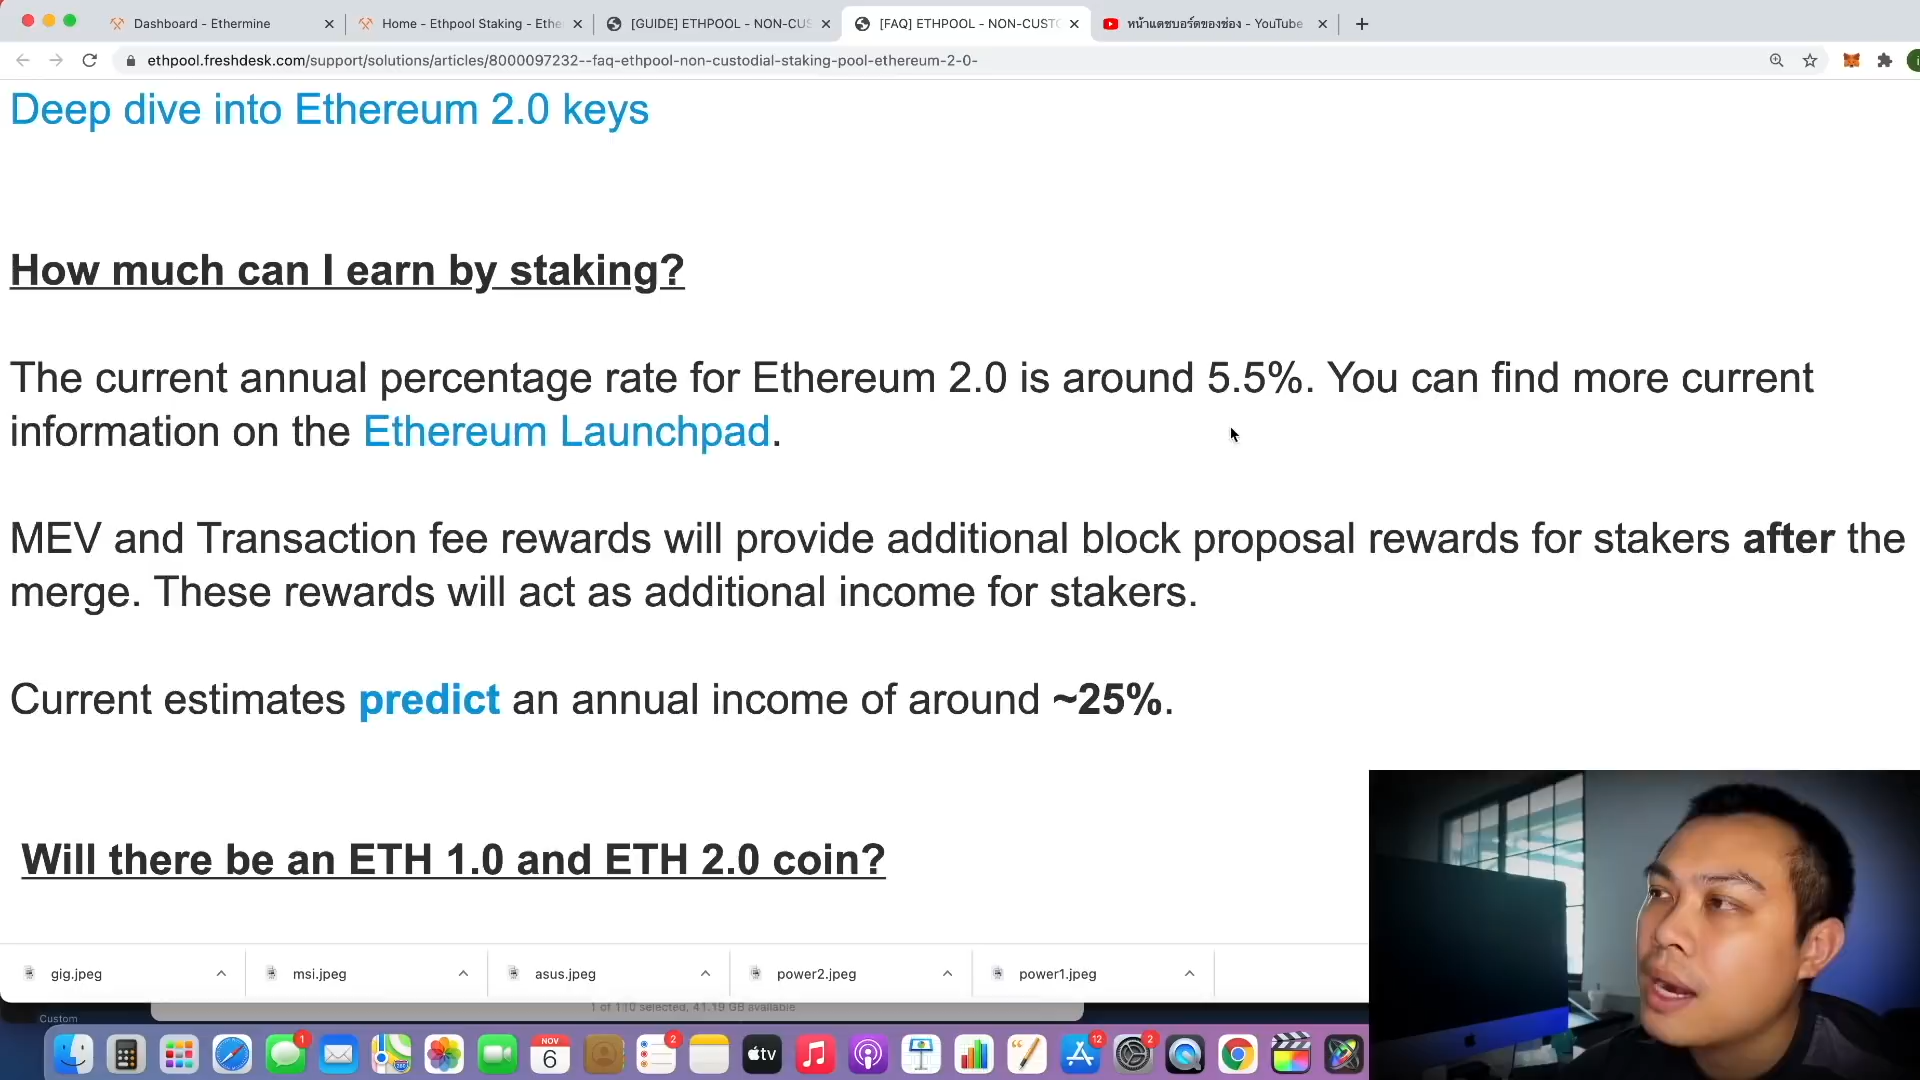 Dashboard - Ethermine
Home - Ethpool Staking - Ethe
[GUIDE] ETHPOOL - NON-CUS
[FAQ] ETHPOOL - NON-CUSTO
หน้าแดชบอร์ดของช่อง - YouTube
ethpool.freshdesk.com/support/solutions/articles/8000097232--faq-ethpool-non-custodial-staking-pool-ethereum-2-0-
Deep dive into Ethereum 2.0 keys
How much can I earn by staking?
The current annual percentage rate for Ethereum 2.0 is around 5.5%. You can find more current
information on the Ethereum Launchpad.
MEV and Transaction fee rewards will provide additional block proposal rewards for stakers after the
merge. These rewards will act as additional income for stakers.
Current estimates predict an annual income of around ~25%.
Will there be an ETH 1.0 and ETH 2.0 coin?
gig.jpeg
msi.jpeg
asus.jpeg
power2.jpeg
power1.jpeg
1 of 1 selected, 41.19 GB available
Custom
1
NOV
6
2
tv
12
2